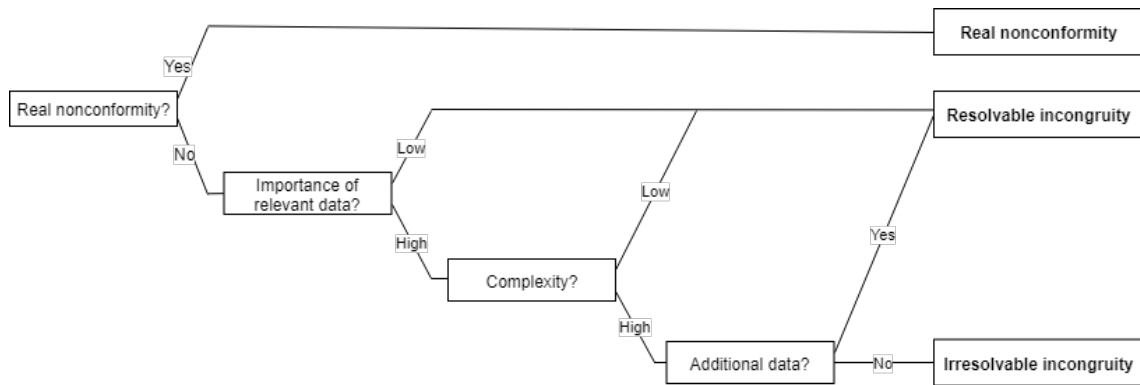 Real nonconformity
Yes
Real nonconformity?
Resolvable incongruity
No
Low
Importance of
relevant data?
Low
Yes
High
Complexity?
High
Additional data?
No
Irresolvable incongruity